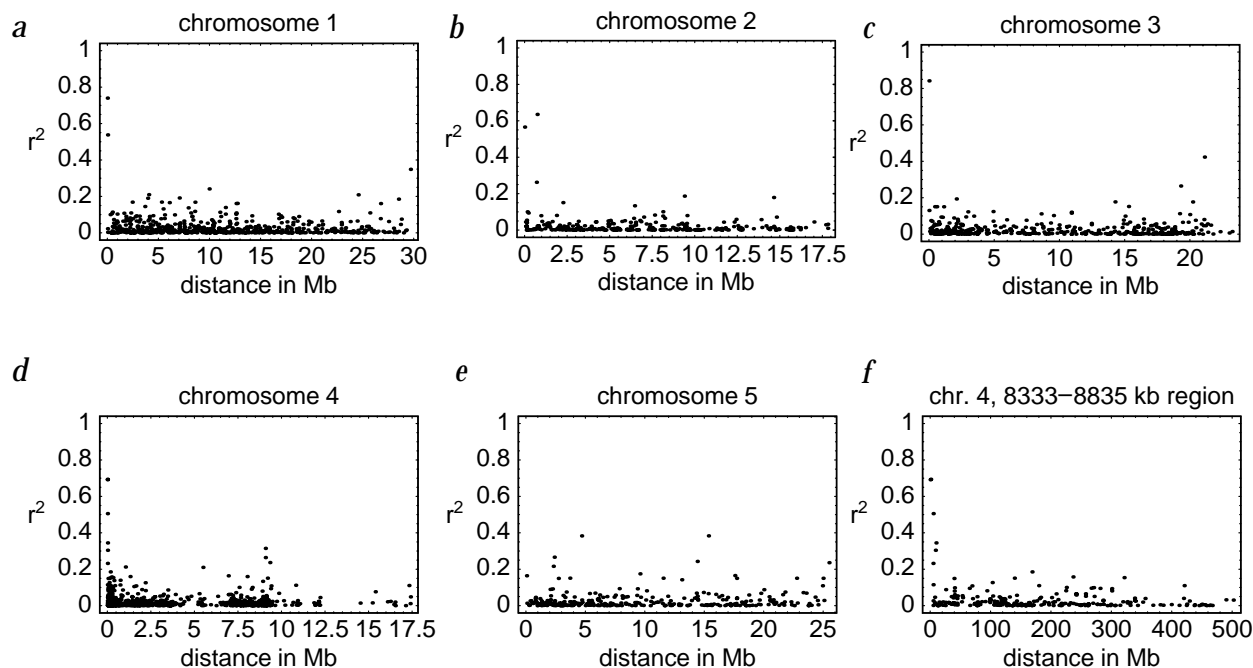 a
chromosome 1
1
0.8
0.6
0.4
0.2
0
r²
0 5 10 15 20 25 30
distance in Mb
b
chromosome 2
1
0.8
0.6
0.4
0.2
0
r²
0 2.5 5 7.5 10 12.5 15 17.5
distance in Mb
c
chromosome 3
1
0.8
0.6
0.4
0.2
0
r²
0 5 10 15 20
distance in Mb
d
chromosome 4
1
0.8
0.6
0.4
0.2
0
r²
0 2.5 5 7.5 10 12.5 15 17.5
distance in Mb
e
chromosome 5
1
0.8
0.6
0.4
0.2
0
r²
0 5 10 15 20 25
distance in Mb
f
chr. 4, 8333–8835 kb region
1
0.8
0.6
0.4
0.2
0
r²
0 100 200 300 400 500
distance in Mb